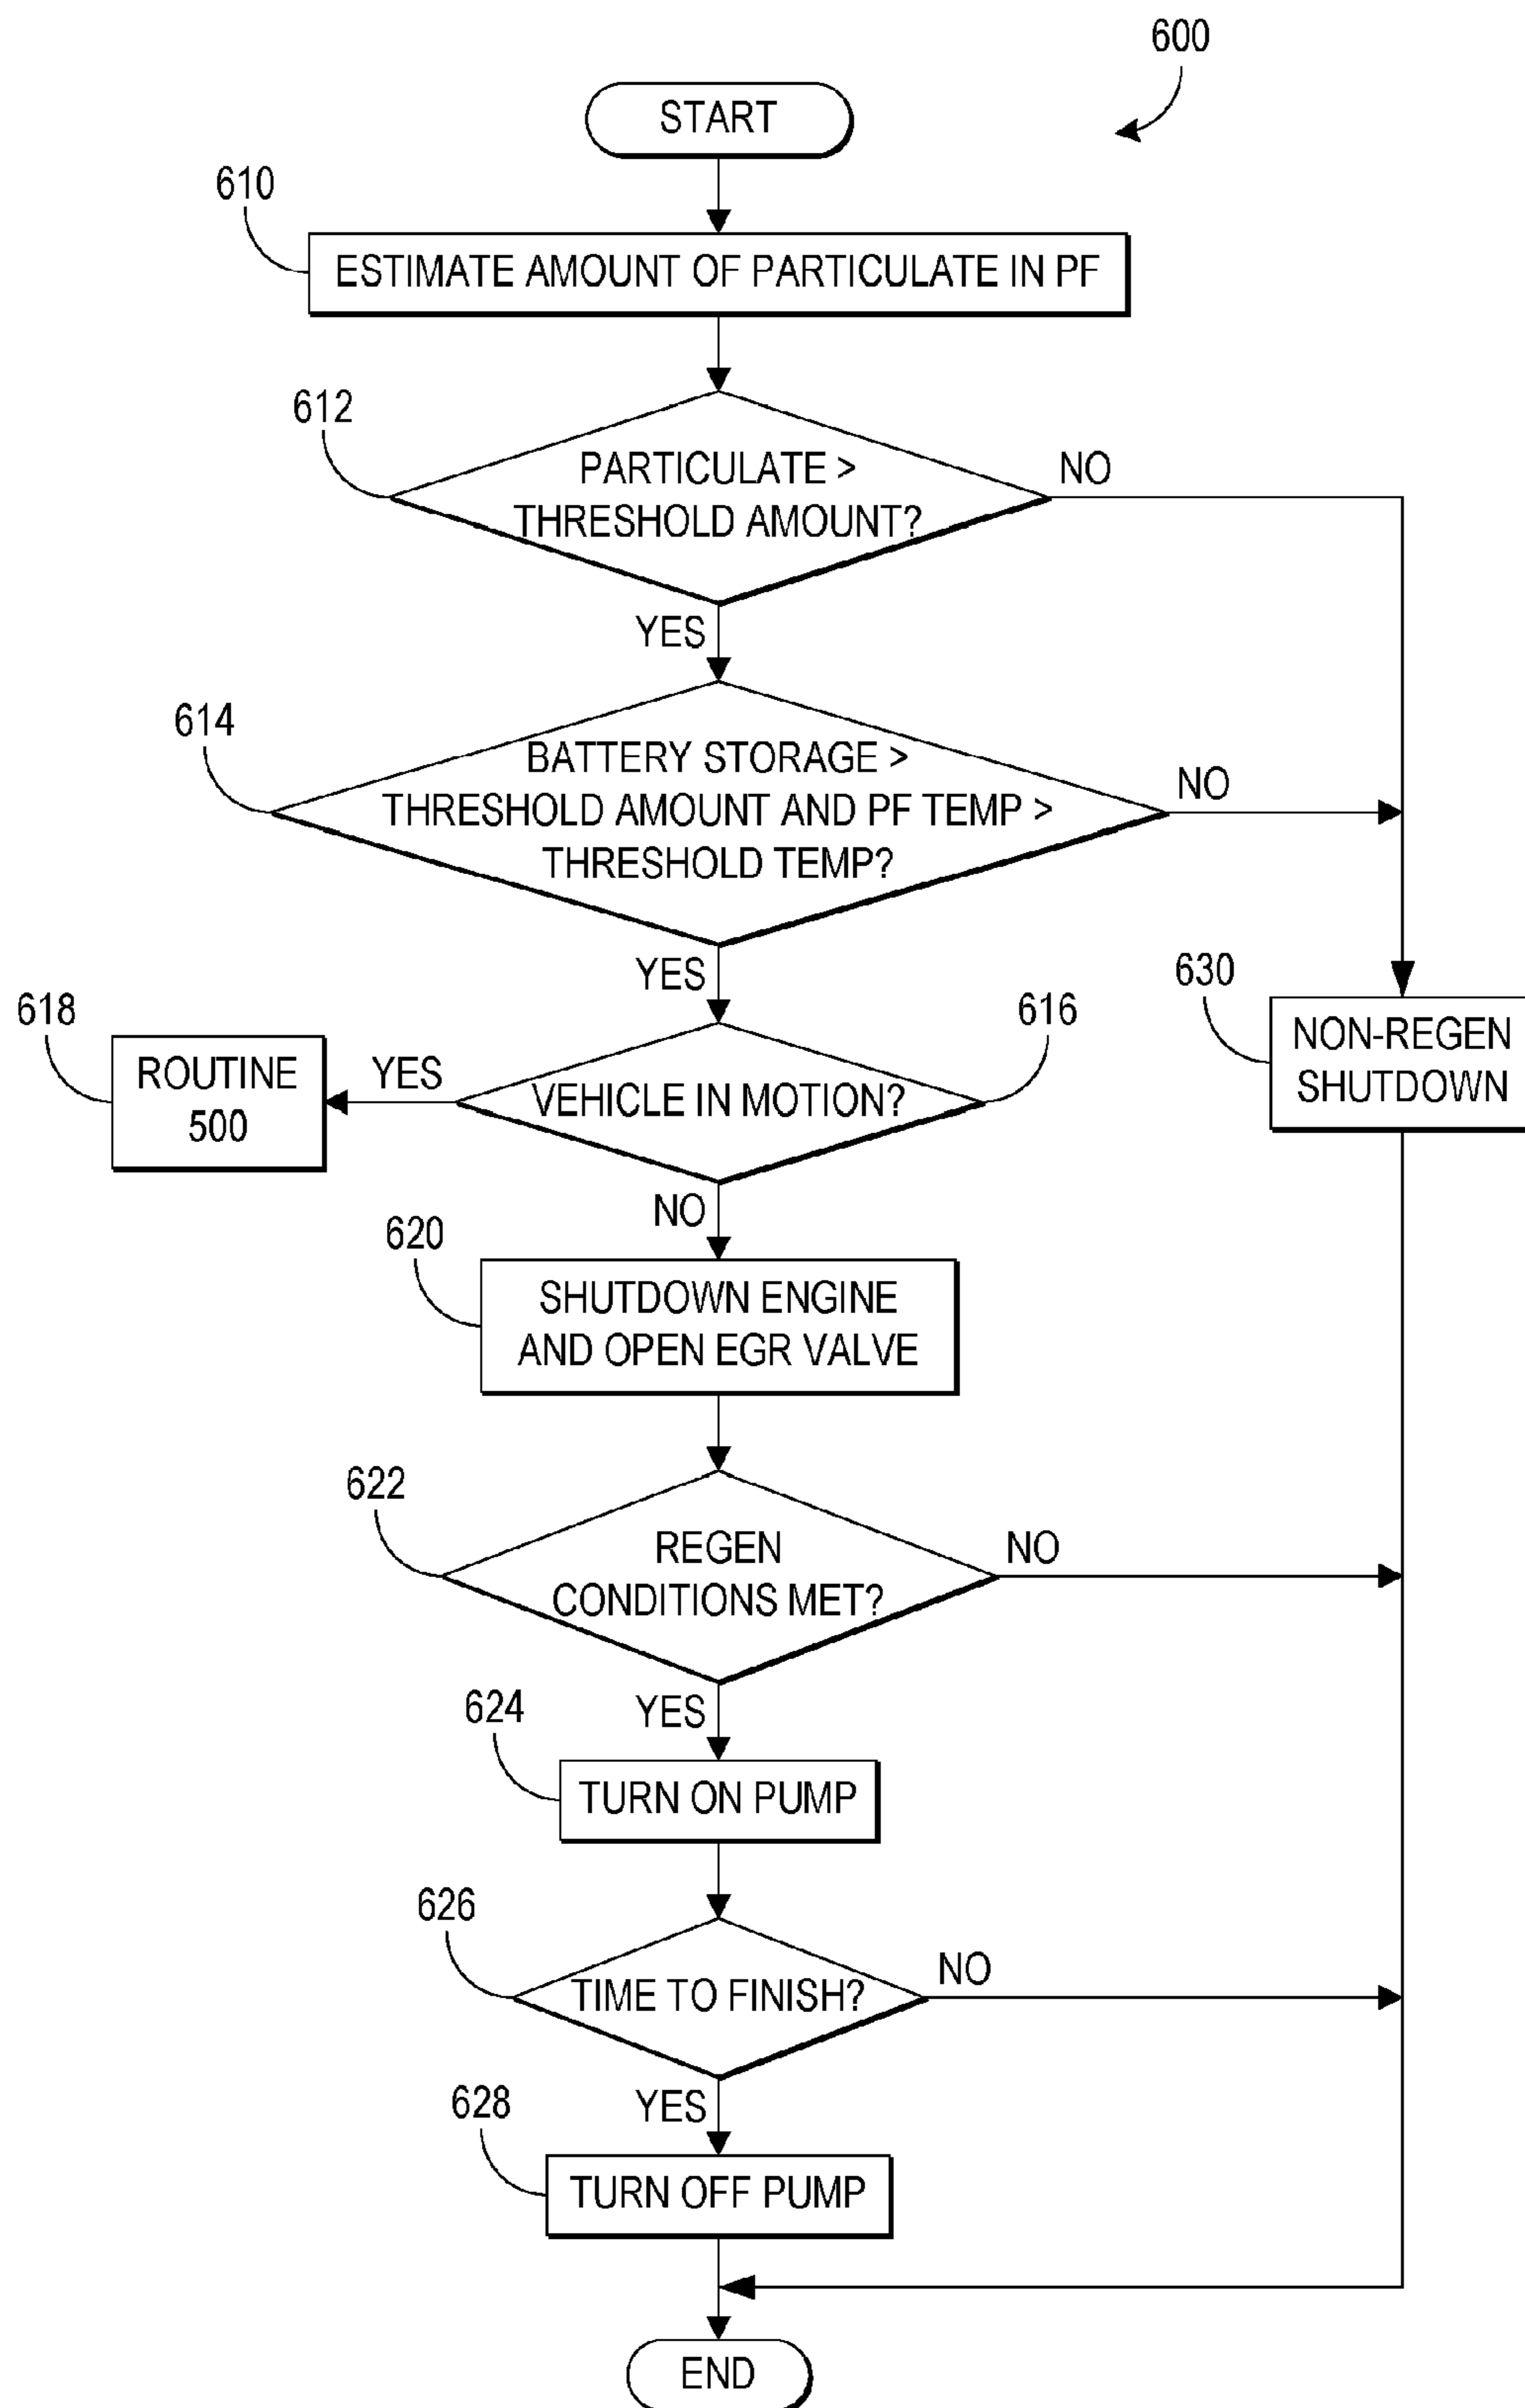 600
START
610
ESTIMATE AMOUNT OF PARTICULATE IN PF
612
PARTICULATE >
THRESHOLD AMOUNT?
NO
YES
614
BATTERY STORAGE >
THRESHOLD AMOUNT AND PF TEMP >
THRESHOLD TEMP?
NO
YES
630
NON-REGEN
SHUTDOWN
618
ROUTINE
500
YES
616
VEHICLE IN MOTION?
NO
620
SHUTDOWN ENGINE
AND OPEN EGR VALVE
622
REGEN
CONDITIONS MET?
NO
YES
624
TURN ON PUMP
626
TIME TO FINISH?
NO
YES
628
TURN OFF PUMP
END